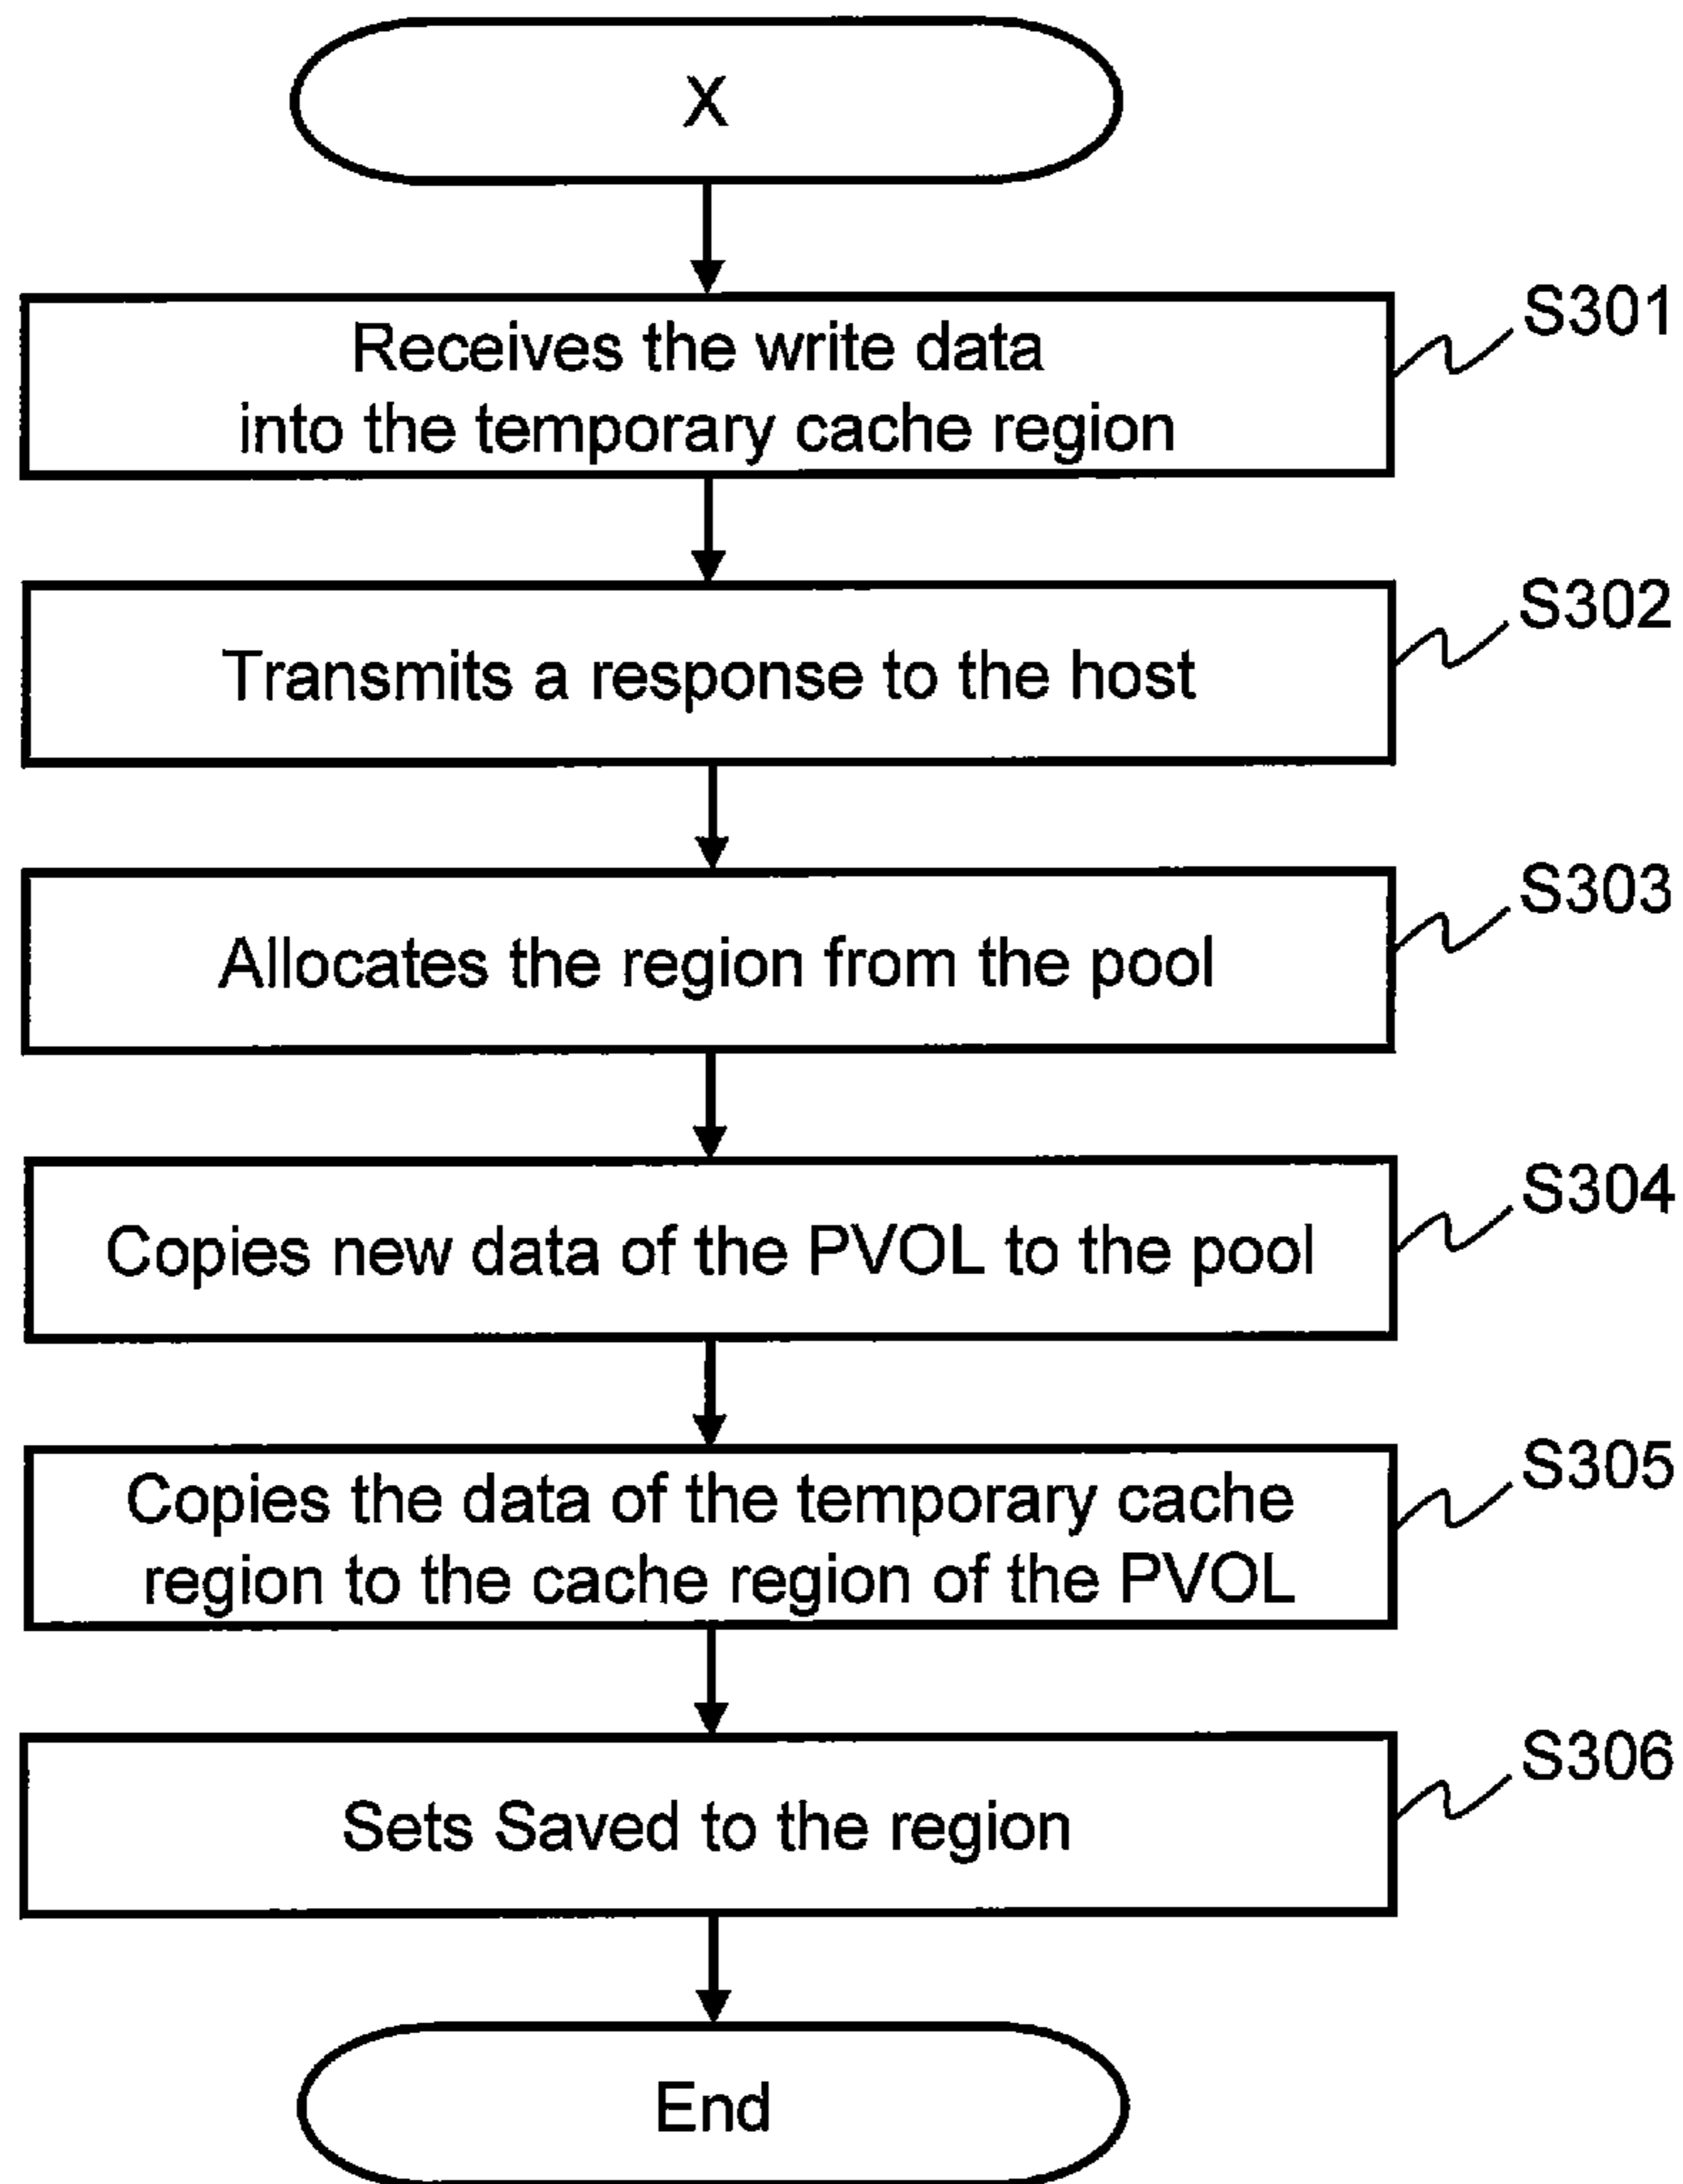 X
Receives the write data
into the temporary cache region
S301
Transmits a response to the host
S302
Allocates the region from the pool
S303
Copies new data of the PVOL to the pool
S304
Copies the data of the temporary cache
region to the cache region of the PVOL
S305
Sets Saved to the region
S306
End